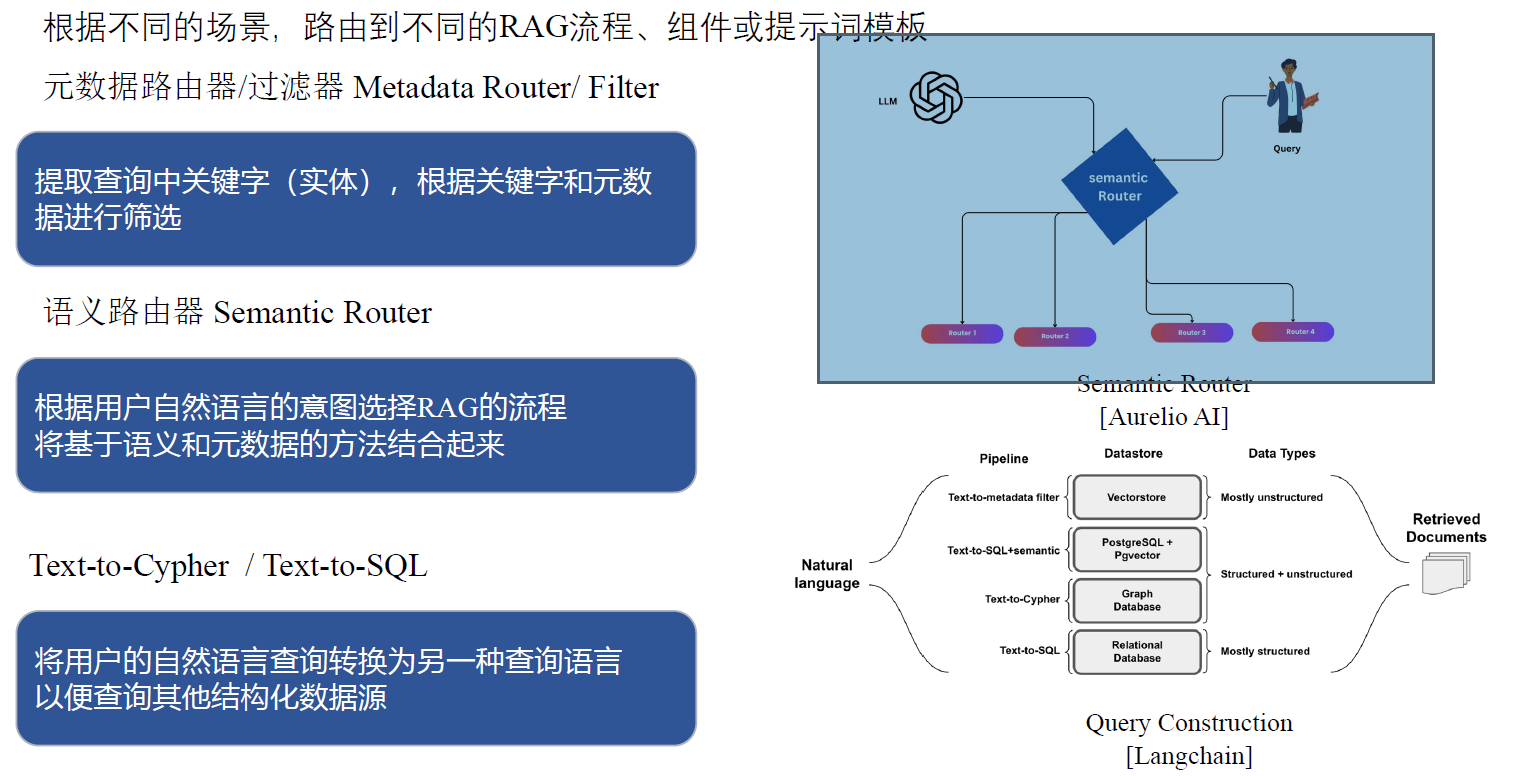 根据不同的场景，路由到不同的RAG流程、组件或提示词模板
元数据路由器/过滤器 Metadata Router/ Filter
提取查询中关键字（实体），根据关键字和元数
据进行筛选
语义路由器 Semantic Router
根据用户自然语言的意图选择RAG的流程
将基于语义和元数据的方法结合起来
Text-to-Cypher / Text-to-SQL
将用户的自然语言查询转换为另一种查询语言
以便查询其他结构化数据源
LLM
Query
semantic
Router
Router 1
Router 2
Router 3
Router 4
Semantic Router
[Aurelio AI]
Pipeline
Datastore
Data Types
Natural
language
Text-to-metadata filter
Vectorstore
Mostly unstructured
Text-to-SQL+semantic
PostgreSQL +
Pgvector
Structured + unstructured
Text-to-Cypher
Graph
Database
Text-to-SQL
Relational
Database
Mostly structured
Retrieved
Documents
Query Construction
[Langchain]